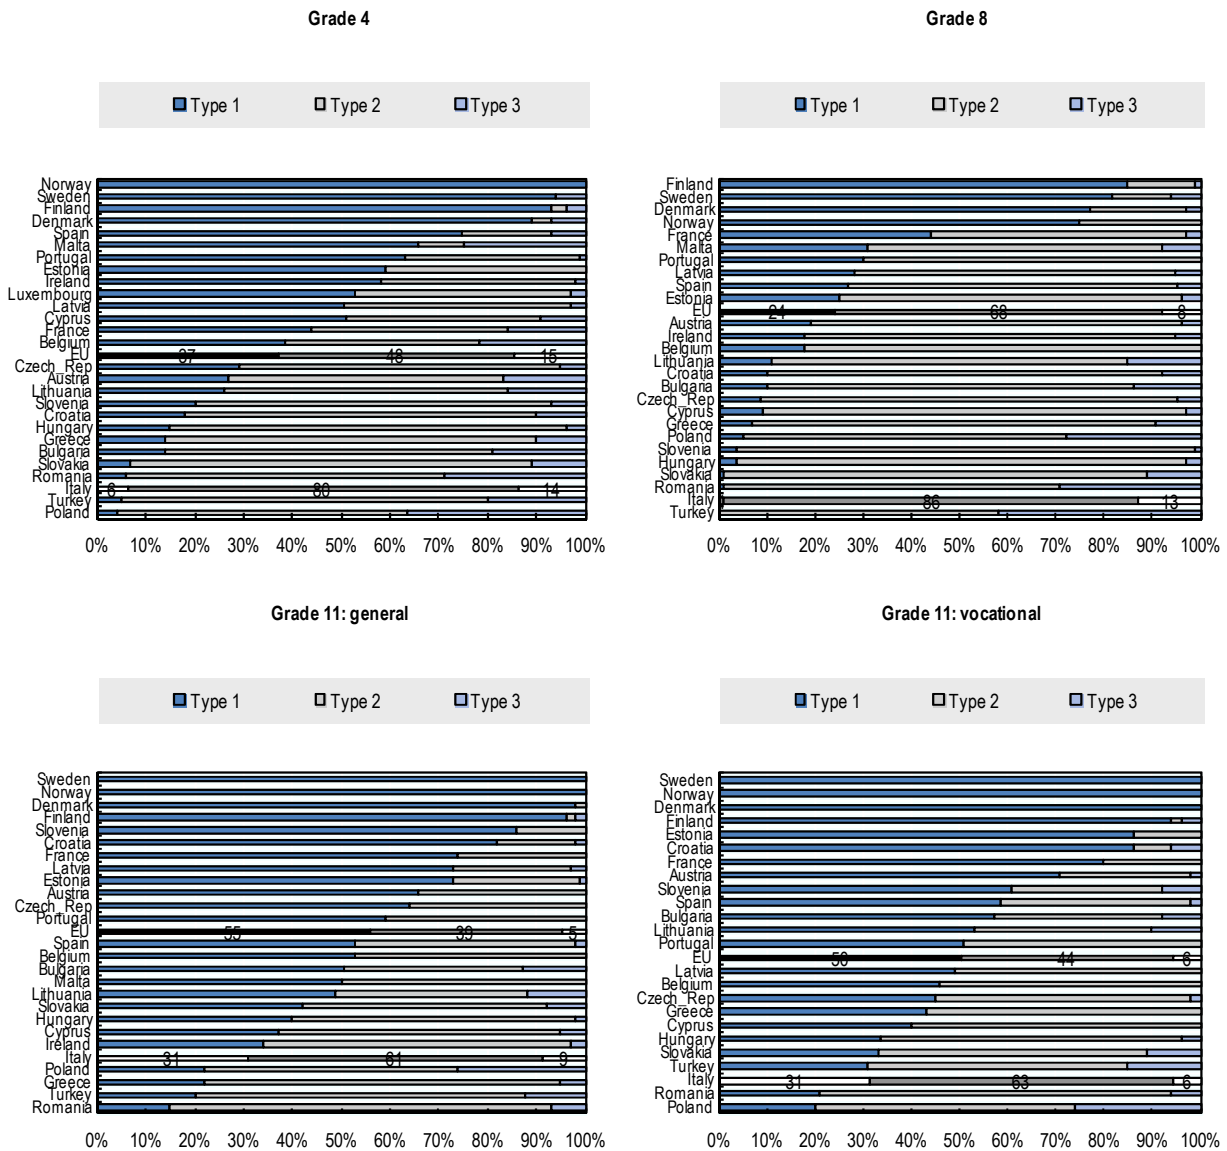 Grade 4
Type 1 Type 2 Type 3
Norway
Sweden
Finland
Denmark
Spain
Malta
Portugal
Estonia
Ireland
Luxembourg
Latvia
Cyprus
France
Belgium
EU 37 48 15
Czech_Rep
Austria
Lithuania
Slovenia
Croatia
Hungary
Greece
Bulgaria
Slovakia
Romania
Italy 6 80 14
Turkey
Poland
0% 10% 20% 30% 40% 50% 60% 70% 80% 90% 100%
Grade 8
Type 1 Type 2 Type 3
Finland
Sweden
Denmark
Norway
France
Malta
Portugal
Latvia
Spain
Estonia
EU 24 68 8
Austria
Ireland
Belgium
Lithuania
Croatia
Bulgaria
Czech_Rep
Cyprus
Greece
Poland
Slovenia
Hungary
Slovakia
Romania
Italy 86 13
Turkey
0% 10% 20% 30% 40% 50% 60% 70% 80% 90% 100%
Grade 11: general
Type 1 Type 2 Type 3
Sweden
Norway
Denmark
Finland
Slovenia
Croatia
France
Latvia
Estonia
Austria
Czech_Rep
Portugal
EU 55 39 5
Spain
Belgium
Bulgaria
Malta
Lithuania
Slovakia
Hungary
Cyprus
Ireland
Italy 31 61 9
Poland
Greece
Turkey
Romania
0% 10% 20% 30% 40% 50% 60% 70% 80% 90% 100%
Grade 11: vocational
Type 1 Type 2 Type 3
Sweden
Norway
Denmark
Finland
Estonia
Croatia
France
Austria
Slovenia
Spain
Bulgaria
Lithuania
Portugal
EU 50 44 6
Latvia
Belgium
Czech_Rep
Greece
Cyprus
Hungary
Slovakia
Turkey
Italy 31 63 6
Romania
Poland
0% 10% 20% 30% 40% 50% 60% 70% 80% 90% 100%